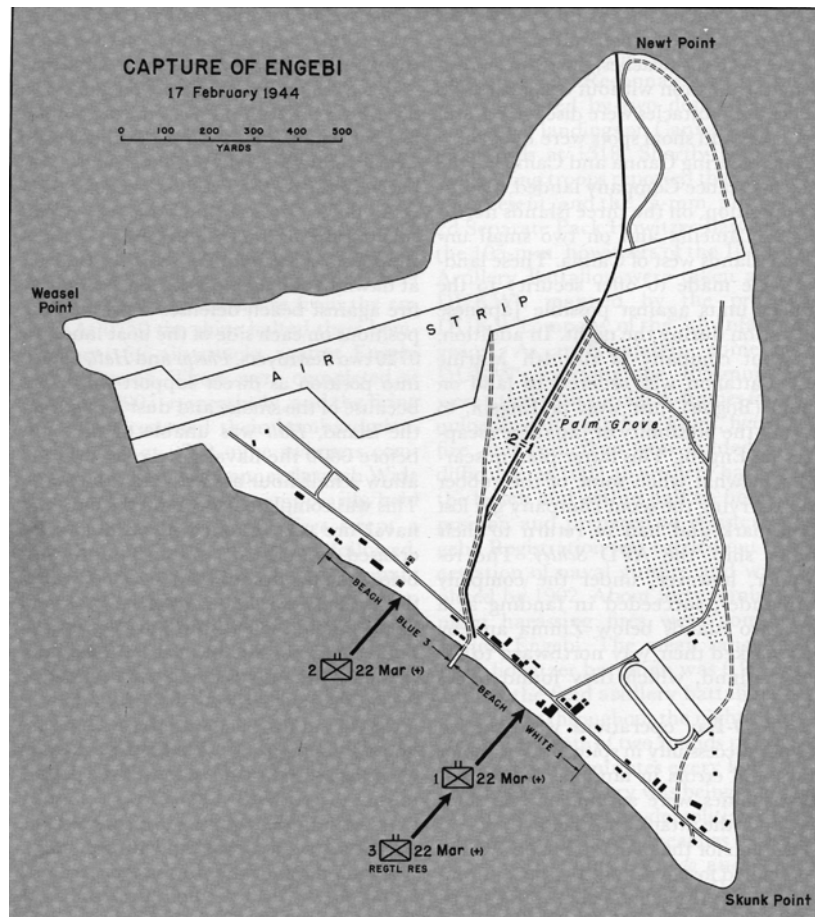 CAPTURE OF ENGEBI
17 February 1944
0 100 200 300 400 500
YARDS
Newt Point
Weasel
Point
AIR STRIP
Palm Grove
2 1
BEACH BLUE 3
2 22 Mar (+)
BEACH WHITE 1
1 22 Mar (+)
3 22 Mar (+)
REGTL RES
Skunk Point